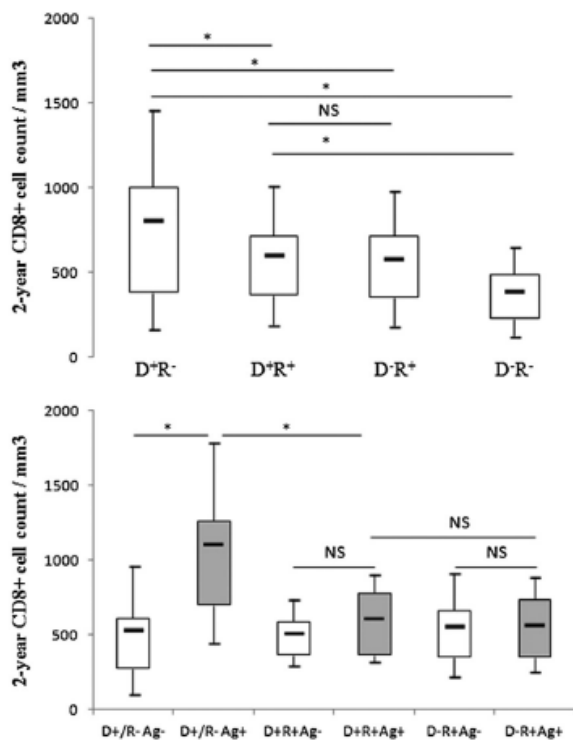 2-year CD8+ cell count / mm3
2000
1500
1000
500
0
*
*
*
NS
*
D⁺R⁻
D⁺R⁺
D⁻R⁺
D⁻R⁻
2-year CD8+ cell count / mm3
2000
1500
1000
500
0
*
*
NS
NS
NS
D+/R- Ag-
D+/R- Ag+
D+R+Ag-
D+R+Ag+
D-R+Ag-
D-R+Ag+